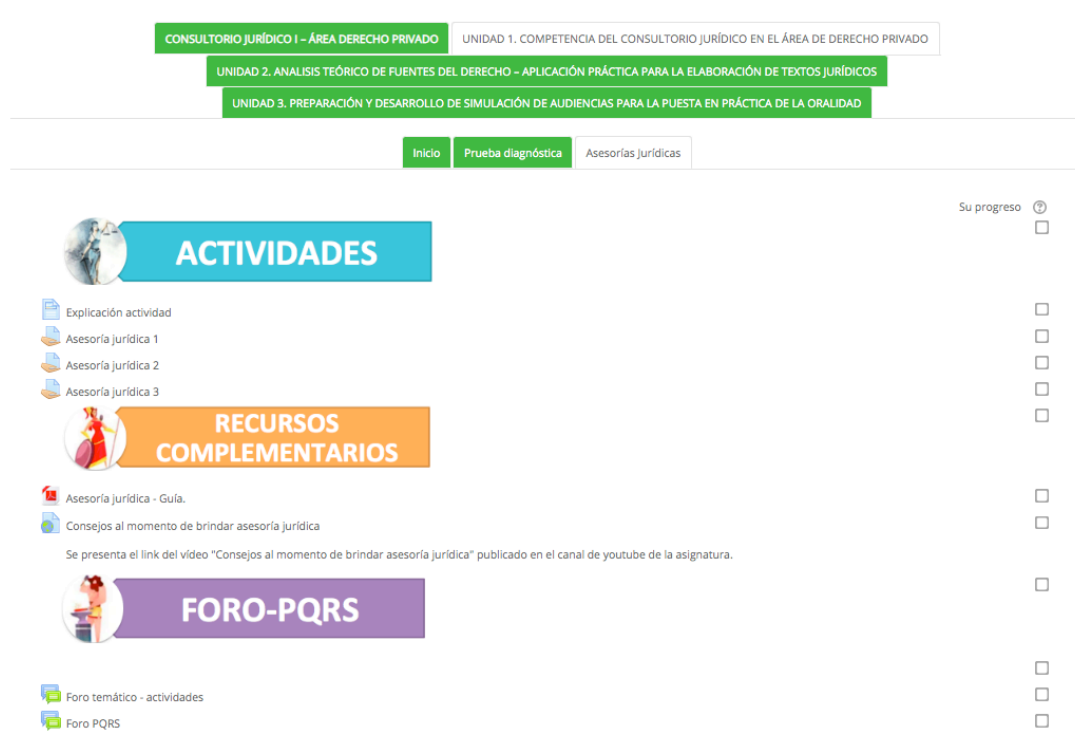 CONSULTORIO JURÍDICO I – ÁREA DERECHO PRIVADO
UNIDAD 1. COMPETENCIA DEL CONSULTORIO JURÍDICO EN EL ÁREA DE DERECHO PRIVADO
UNIDAD 2. ANALISIS TEÓRICO DE FUENTES DEL DERECHO – APLICACIÓN PRÁCTICA PARA LA ELABORACIÓN DE TEXTOS JURÍDICOS
UNIDAD 3. PREPARACIÓN Y DESARROLLO DE SIMULACIÓN DE AUDIENCIAS PARA LA PUESTA EN PRÁCTICA DE LA ORALIDAD
Inicio
Prueba diagnóstica
Asesorías Jurídicas
Su progreso ?
ACTIVIDADES
Explicación actividad
Asesoría jurídica 1
Asesoría jurídica 2
Asesoría jurídica 3
RECURSOS
COMPLEMENTARIOS
Asesoría jurídica - Guía.
Consejos al momento de brindar asesoría jurídica
Se presenta el link del vídeo "Consejos al momento de brindar asesoría jurídica" publicado en el canal de youtube de la asignatura.
FORO-PQRS
Foro temático - actividades
Foro PQRS